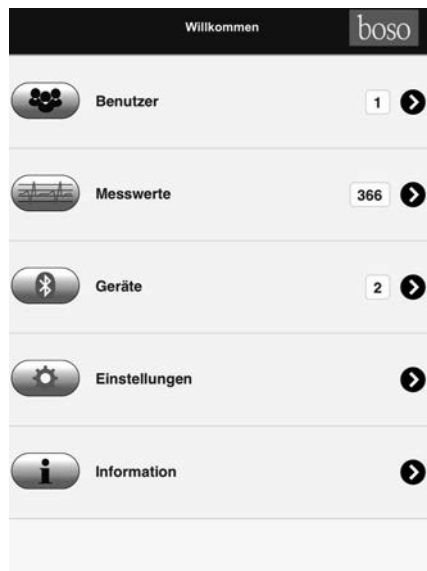 Willkommen
boso
Benutzer 1
Messwerte 366
Geräte 2
Einstellungen
Information